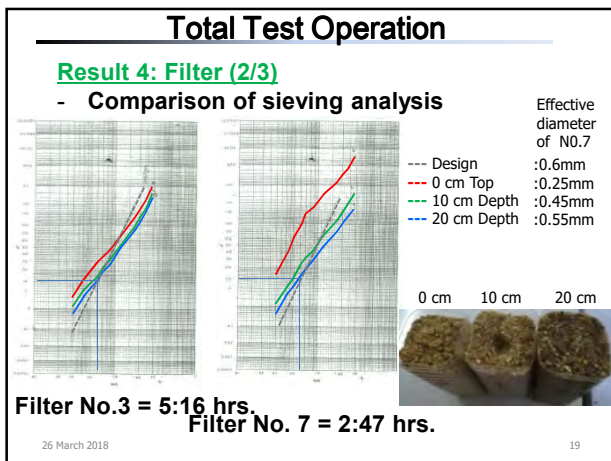 Total Test Operation
Result 4: Filter (2/3)
- Comparison of sieving analysis
Effective
diameter
of N0.7
Design :0.6mm
0 cm Top :0.25mm
10 cm Depth :0.45mm
20 cm Depth :0.55mm
0 cm 10 cm 20 cm
Filter No.3 = 5:16 hrs.
Filter No. 7 = 2:47 hrs.
26 March 2018
19